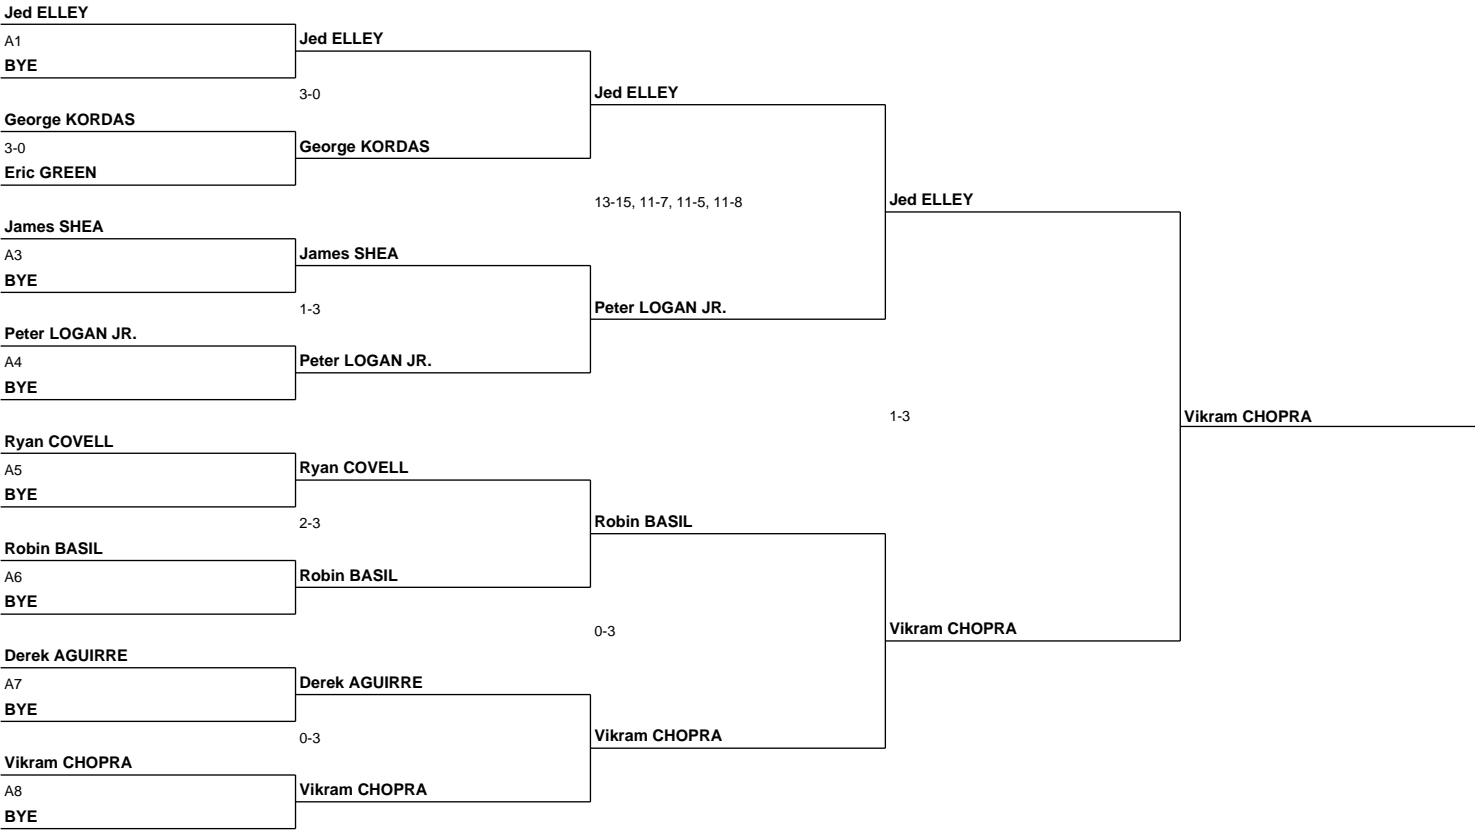 Jed ELLEY
A1
BYE
George KORDAS
3-0
Eric GREEN
James SHEA
A3
BYE
Peter LOGAN JR.
A4
BYE
Ryan COVELL
A5
BYE
Robin BASIL
A6
BYE
Derek AGUIRRE
A7
BYE
Vikram CHOPRA
A8
BYE
Jed ELLEY
3-0
George KORDAS
James SHEA
1-3
Peter LOGAN JR.
Ryan COVELL
2-3
Robin BASIL
Derek AGUIRRE
0-3
Vikram CHOPRA
Jed ELLEY
13-15, 11-7, 11-5, 11-8
Peter LOGAN JR.
Robin BASIL
0-3
Vikram CHOPRA
Jed ELLEY
1-3
Vikram CHOPRA
Vikram CHOPRA